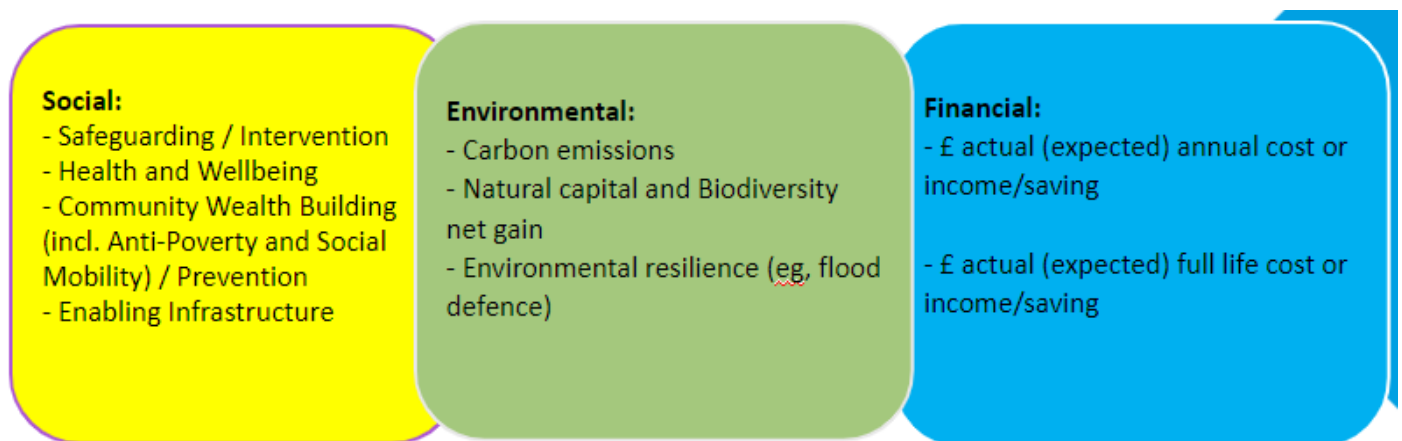 Social:
- Safeguarding / Intervention
- Health and Wellbeing
- Community Wealth Building
(incl. Anti-Poverty and Social
Mobility) / Prevention
- Enabling Infrastructure
Environmental:
- Carbon emissions
- Natural capital and Biodiversity
net gain
- Environmental resilience (eg, flood
defence)
Financial:
- £ actual (expected) annual cost or
income/saving
- £ actual (expected) full life cost or
income/saving